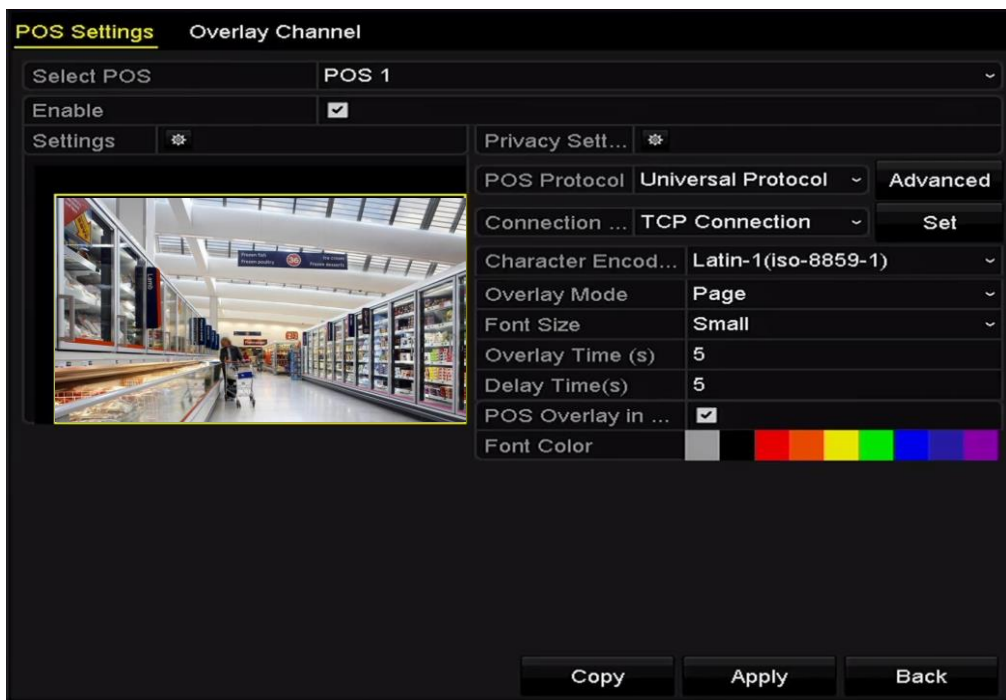 POS Settings Overlay Channel
Select POS POS 1
Enable
Settings Privacy Sett...
POS Protocol Universal Protocol Advanced
Connection ... TCP Connection Set
Character Encod... Latin-1(iso-8859-1)
Overlay Mode Page
Font Size Small
Overlay Time (s) 5
Delay Time(s) 5
POS Overlay in ...
Font Color
36
Copy Apply Back